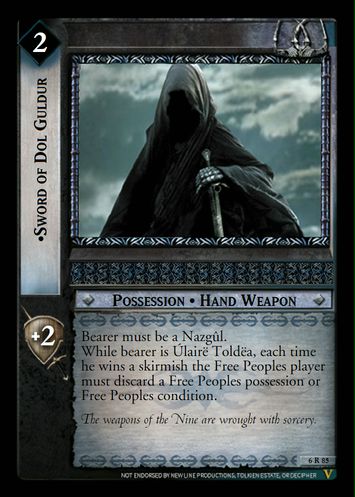 2
•Sword of Dol Guldur
Possession • Hand Weapon
+2
Bearer must be a Nazgûl.
While bearer is Úlairë Toldëa, each time
he wins a skirmish the Free Peoples player
must discard a Free Peoples possession or
Free Peoples condition.
The weapons of the Nine are wrought with sorcery.
6 R 85
NOT ENDORSED BY NEW LINE PRODUCTIONS, TOLKIEN ESTATE, OR DECIPHER
V